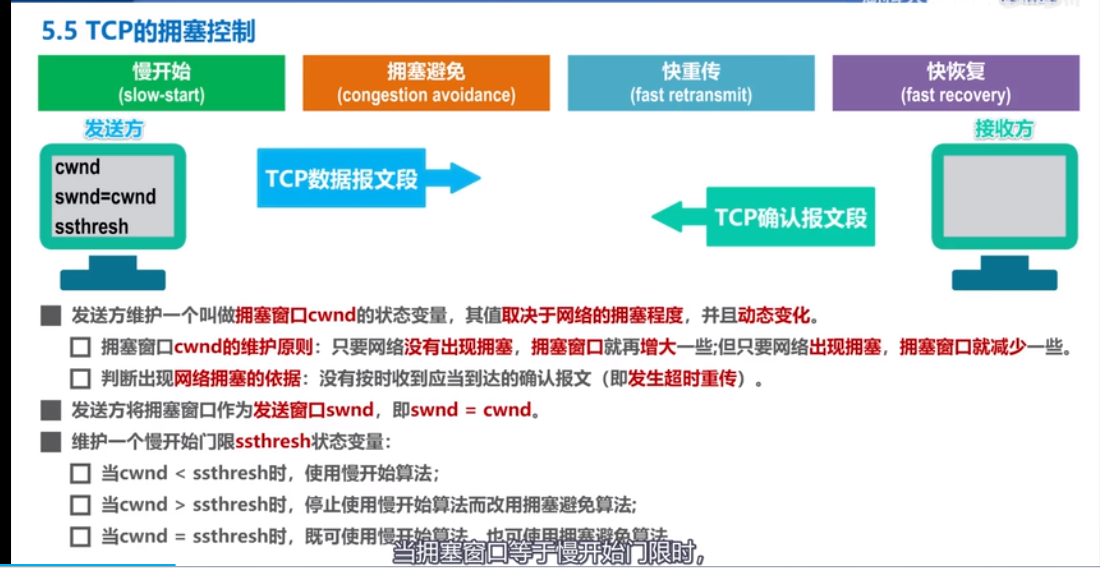 5.5 TCP的拥塞控制
慢开始
(slow-start)
拥塞避免
(congestion avoidance)
快重传
(fast retransmit)
快恢复
(fast recovery)
发送方
接收方
cwnd
swnd=cwnd
ssthresh
TCP数据报文段
TCP确认报文段
发送方维护一个叫做拥塞窗口cwnd的状态变量，其值取决于网络的拥塞程度，并且动态变化。
拥塞窗口cwnd的维护原则：只要网络没有出现拥塞，拥塞窗口就再增大一些;但只要网络出现拥塞，拥塞窗口就减少一些。
判断出现网络拥塞的依据：没有按时收到应当到达的确认报文（即发生超时重传）。
发送方将拥塞窗口作为发送窗口swnd，即swnd = cwnd。
维护一个慢开始门限ssthresh状态变量：
当cwnd < ssthresh时，使用慢开始算法；
当cwnd > ssthresh时，停止使用慢开始算法而改用拥塞避免算法;
当cwnd = ssthresh时，既可使用慢开始算法，也可使用拥塞避免算法
当拥塞窗口等于慢开始门限时，